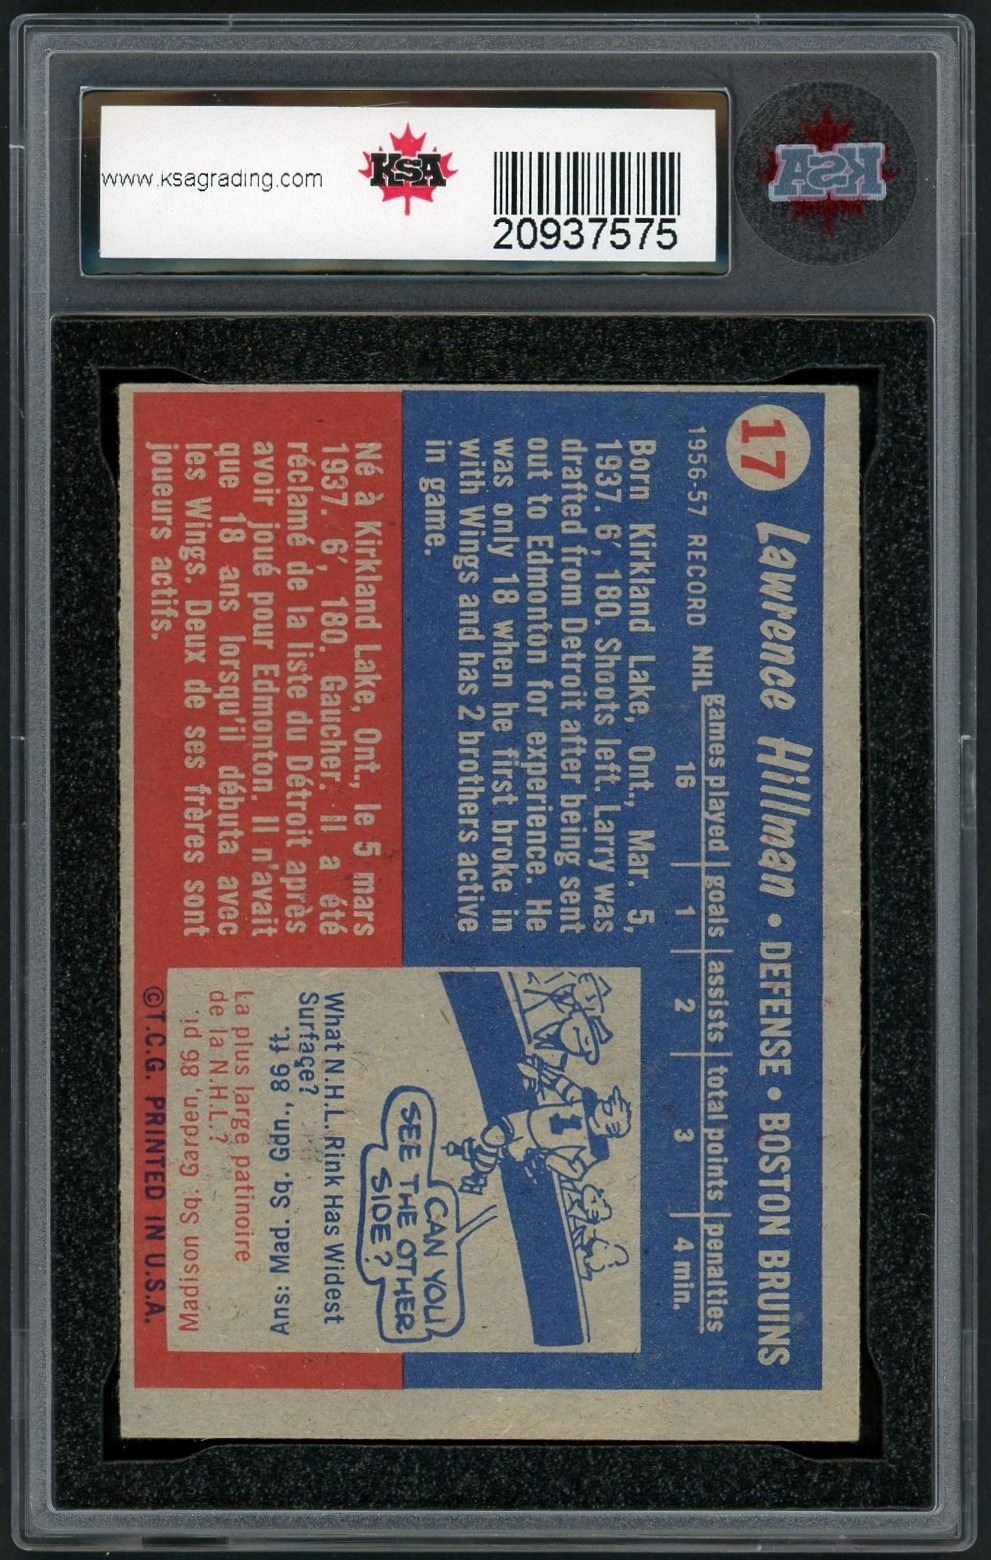 www.ksagrading.com
KSA
20937575
KSA
17
Lawrence Hillman • DEFENSE • BOSTON BRUINS
games played goals assists total points penalties
1956-57 RECORD NHL 16 1 2 3 4 min.
Born Kirkland Lake, Ont., Mar. 5,
1937. 6', 180. Shoots left. Larry was
drafted from Detroit after being sent
out to Edmonton for experience. He
was only 18 when he first broke in
with Wings and has 2 brothers active
in game.
Né à Kirkland Lake, Ont., le 5 mars
1937. 6', 180. Gaucher. Il a été
réclamé de la liste du Détroit après
avoir joué pour Edmonton. Il n'avait
que 18 ans lorsqu'il débuta avec
les Wings. Deux de ses frères sont
joueurs actifs.
CAN YOU
SEE THE OTHER
SIDE?
What N.H.L. Rink Has Widest
Surface?
Ans: Mad. Sq. Gdn., 86 ft.
La plus large patinoire
de la N.H.L.?
Madison Sq. Garden, 86 pi.
©T.C.G. PRINTED IN U.S.A.